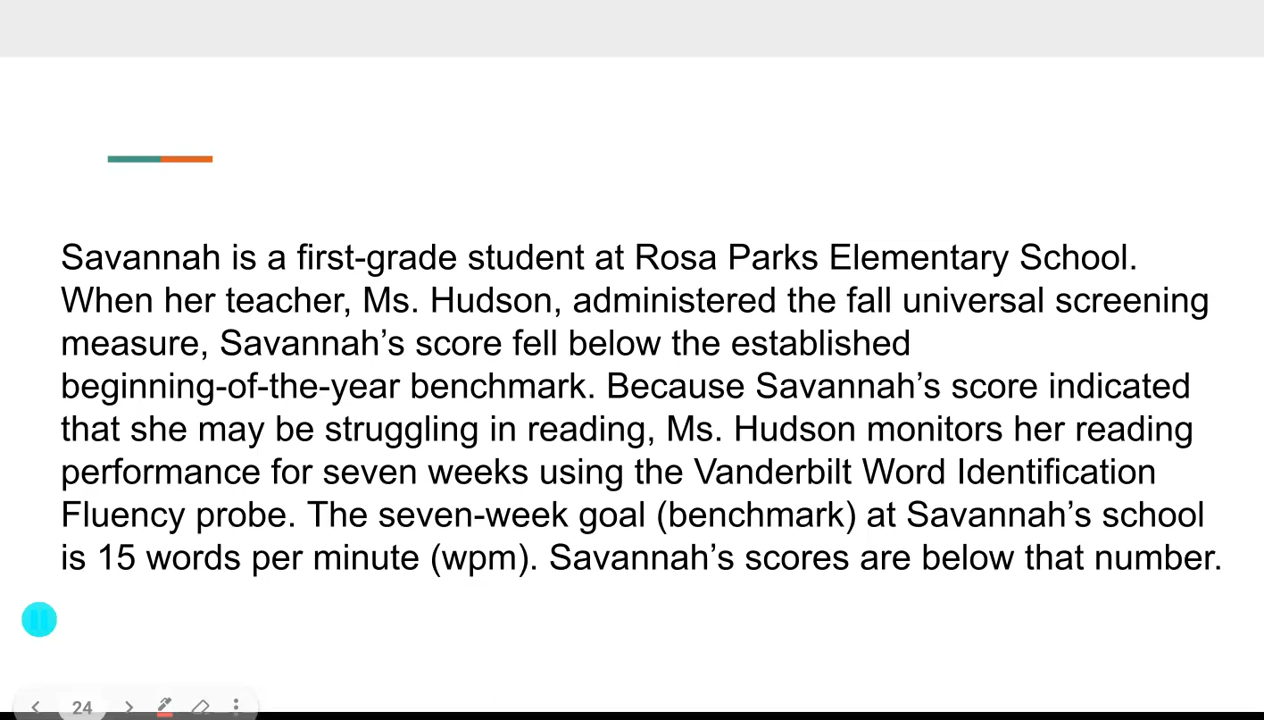 Savannah is a first-grade student at Rosa Parks Elementary School.
When her teacher, Ms. Hudson, administered the fall universal screening
measure, Savannah’s score fell below the established
beginning-of-the-year benchmark. Because Savannah’s score indicated
that she may be struggling in reading, Ms. Hudson monitors her reading
performance for seven weeks using the Vanderbilt Word Identification
Fluency probe. The seven-week goal (benchmark) at Savannah’s school
is 15 words per minute (wpm). Savannah’s scores are below that number.
24